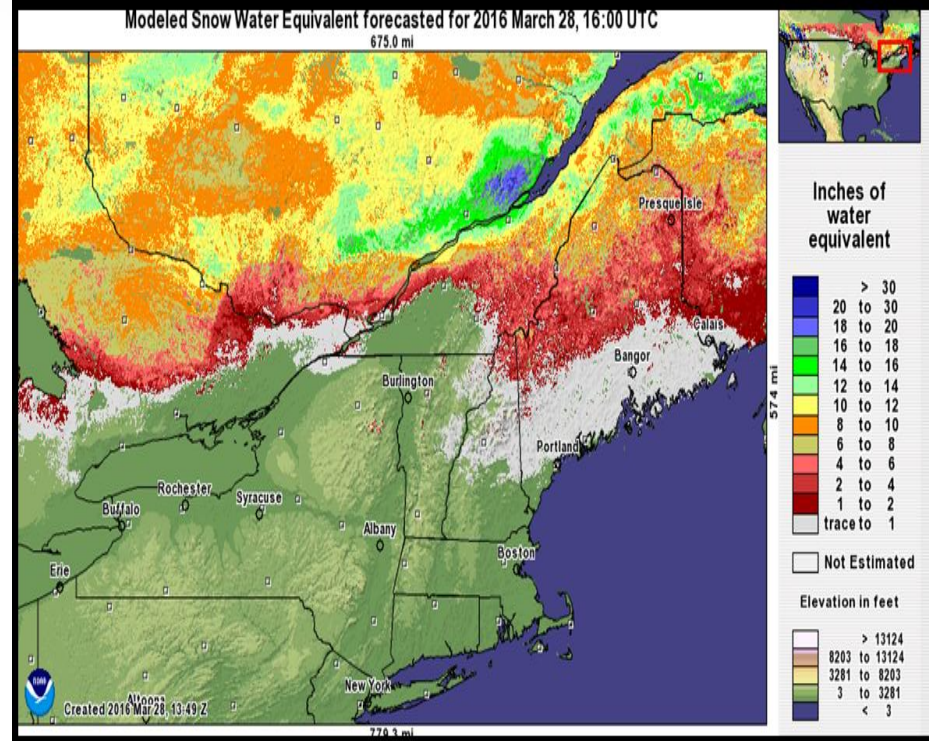 Modeled Snow Water Equivalent forecasted for 2016 March 28, 16:00 UTC
675.0 mi
Presque Isle
Calais
Bangor
Burlington
Portland
Rochester
Syracuse
Buffalo
Albany
Boston
Erie
New York
Altoona
Created 2016 Mar 28, 13:49 Z
779.3 mi
574 mi
NOAA
Inches of
water
equivalent
> 30
20 to 30
18 to 20
16 to 18
14 to 16
12 to 14
10 to 12
8 to 10
6 to 8
4 to 6
2 to 4
1 to 2
trace to 1
Not Estimated
Elevation in feet
> 13124
8203 to 13124
3281 to 8203
3 to 3281
< 3